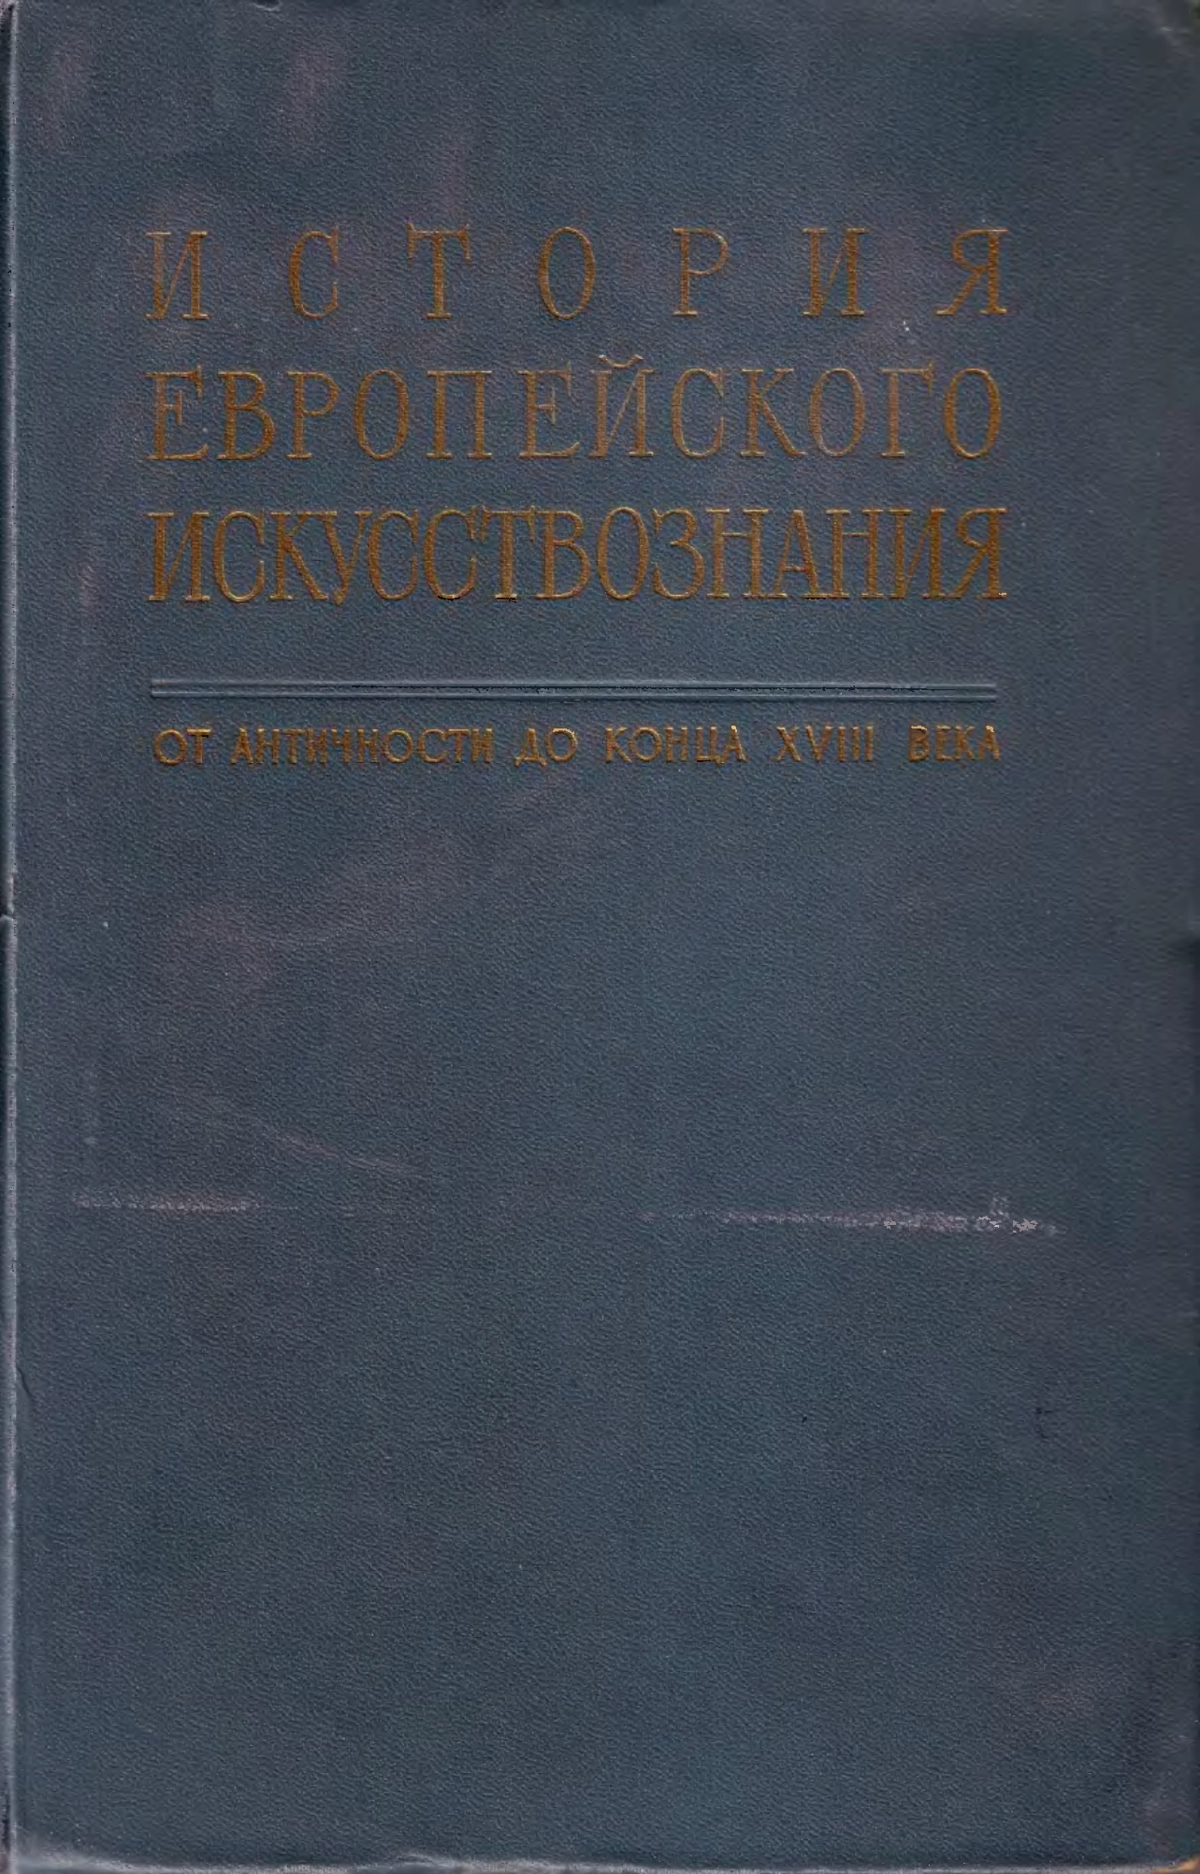 ИСТОРИЯ
ЕВРОПЕЙСКОГО
ИСКУССТВОЗНАНИЯ
ОТ АНТИЧНОСТИ ДО КОНЦА XVIII ВЕКА